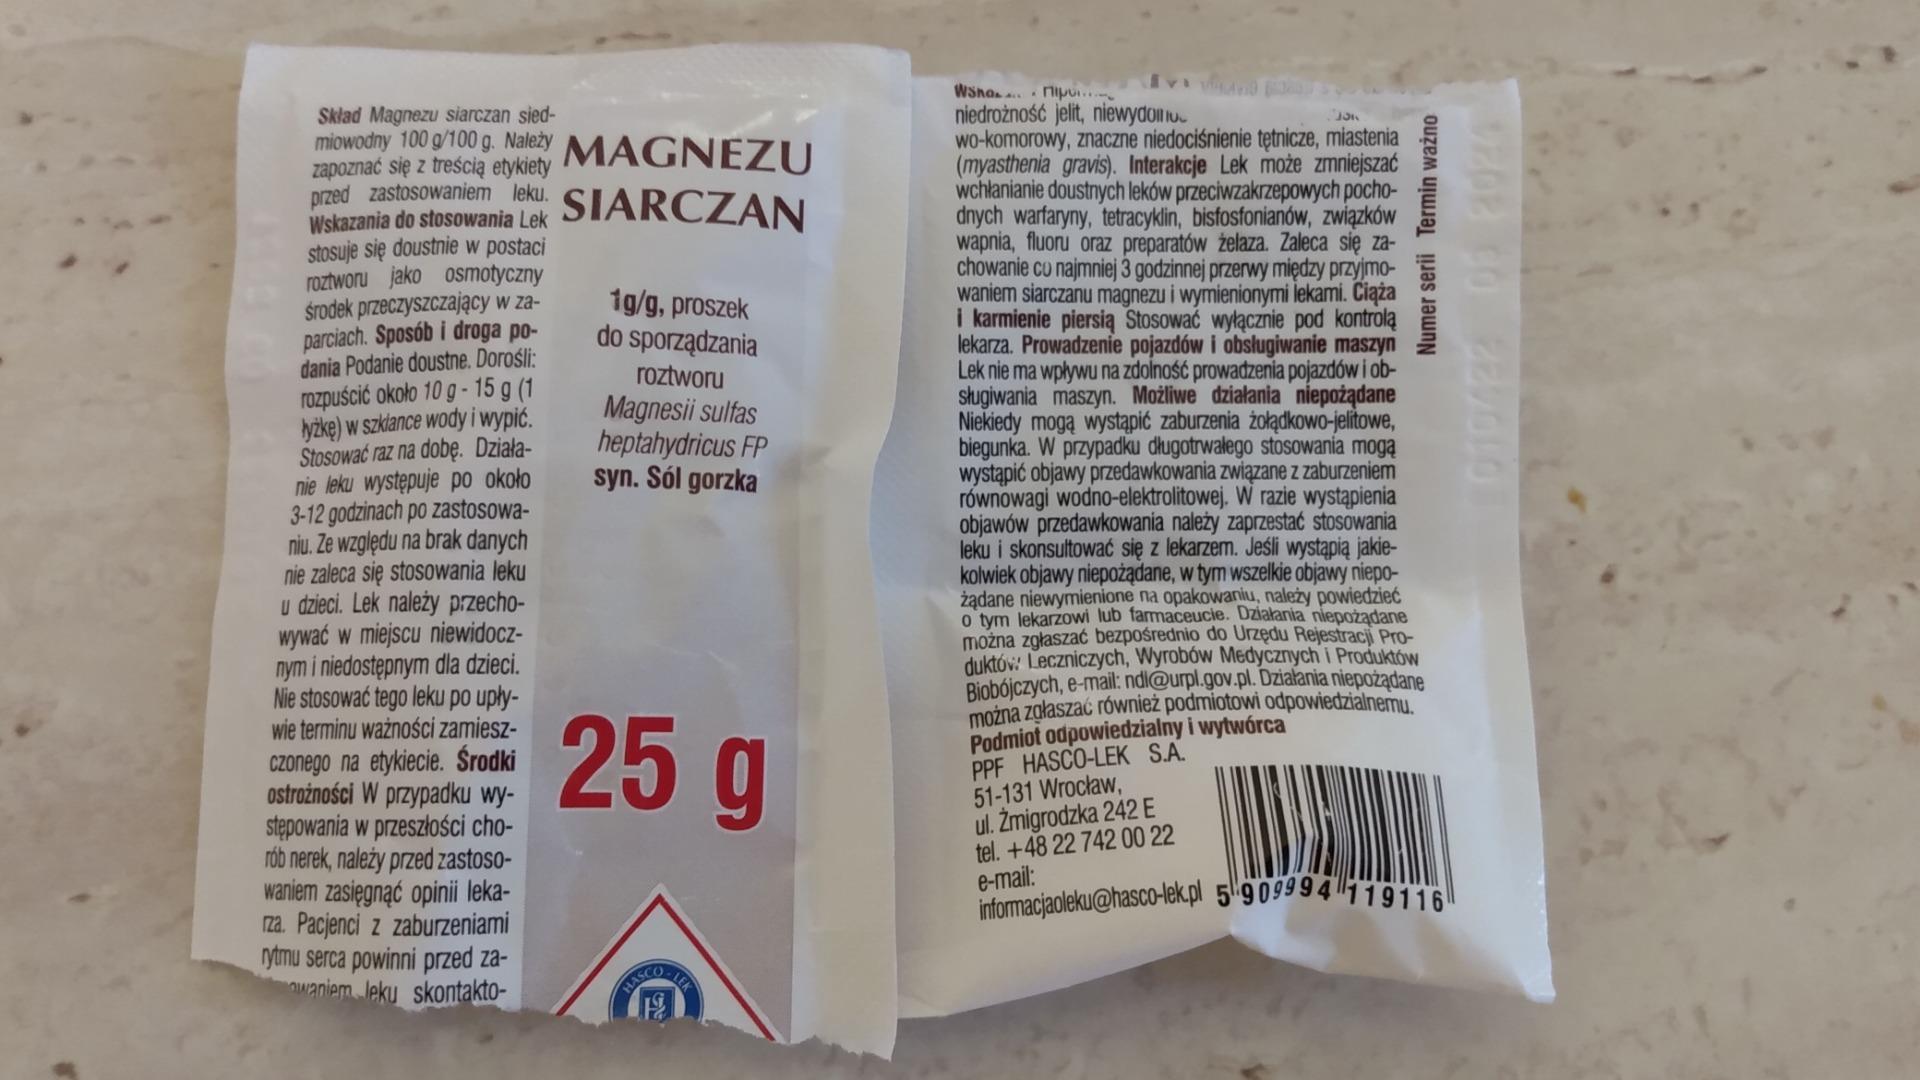 Skład Magnezu siarczan sied-
miowodny 100 g/100 g. Należy
zapoznać się z treścią etykiety
przed zastosowaniem leku.
Wskazania do stosowania Lek
stosuje się doustnie w postaci
roztworu jako osmotyczny
środek przeczyszczający w za-
parciach. Sposób i droga po-
dania Podanie doustne. Dorośli:
rozpuścić około 10 g - 15 g (1
łyżkę) w szklance wody i wypić.
Stosować raz na dobę. Działa-
nie leku występuje po około
3-12 godzinach po zastosowa-
niu. Ze względu na brak danych
nie zaleca się stosowania leku
u dzieci. Lek należy przecho-
wywać w miejscu niewidocz-
nym i niedostępnym dla dzieci.
Nie stosować tego leku po upły-
wie terminu ważności zamiesz-
czonego na etykiecie. Środki
ostrożności W przypadku wy-
stępowania w przeszłości cho-
rób nerek, należy przed zastoso-
waniem zasięgnąć opinii leka-
rza. Pacjenci z zaburzeniami
rytmu serca powinni przed za-
leku skontakto-
MAGNEZU
SIARCZAN
1g/g, proszek
do sporządzania
roztworu
Magnesii sulfas
heptahydricus FP
syn. Sól gorzka
25 g
HASCO-LEK
niedrożność jelit,
wo-komorowy, znaczne niedociśnienie tętnicze, miastenia
(myasthenia gravis). Interakcje Lek może zmniejszać
wchłanianie doustnych leków przeciwzakrzepowych pocho-
dnych warfaryny, tetracyklin, bisfosfonianów, związków
wapnia, fluoru oraz preparatów żelaza. Zaleca się za-
chowanie co najmniej 3 godzinnej przerwy między przyjmo-
waniem siarczanu magnezu i wymienionymi lekami. Ciąża
i karmienie piersią Stosować wyłącznie pod kontrolą
lekarza. Prowadzenie pojazdów i obsługiwanie maszyn
Lek nie ma wpływu na zdolność prowadzenia pojazdów i ob-
sługiwania maszyn. Możliwe działania niepożądane
Niekiedy mogą wystąpić zaburzenia żołądkowo-jelitowe,
biegunka. W przypadku długotrwałego stosowania mogą
wystąpić objawy przedawkowania związane z zaburzeniem
równowagi wodno-elektrolitowej. W razie wystąpienia
objawów przedawkowania należy zaprzestać stosowania
leku i skonsultować się z lekarzem. Jeśli wystąpią jakie-
kolwiek objawy niepożądane, w tym wszelkie objawy niepo-
żądane niewymienione na opakowaniu, należy powiedzieć
o tym lekarzowi lub farmaceucie. Działania niepożądane
można zgłaszać bezpośrednio do Urzędu Rejestracji Pro-
duktów Leczniczych, Wyrobów Medycznych i Produktów
Biobójczych, e-mail: ndl@urpl.gov.pl. Działania niepożądane
można zgłaszać również podmiotowi odpowiedzialnemu.
Podmiot odpowiedzialny i wytwórca
PPF HASCO-LEK S.A.
51-131 Wrocław,
ul. Żmigrodzka 242 E
tel. +48 22 742 00 22
e-mail:
informacjaoleku@hasco-lek.pl
5 909994 119116
Numer serii Termin ważno